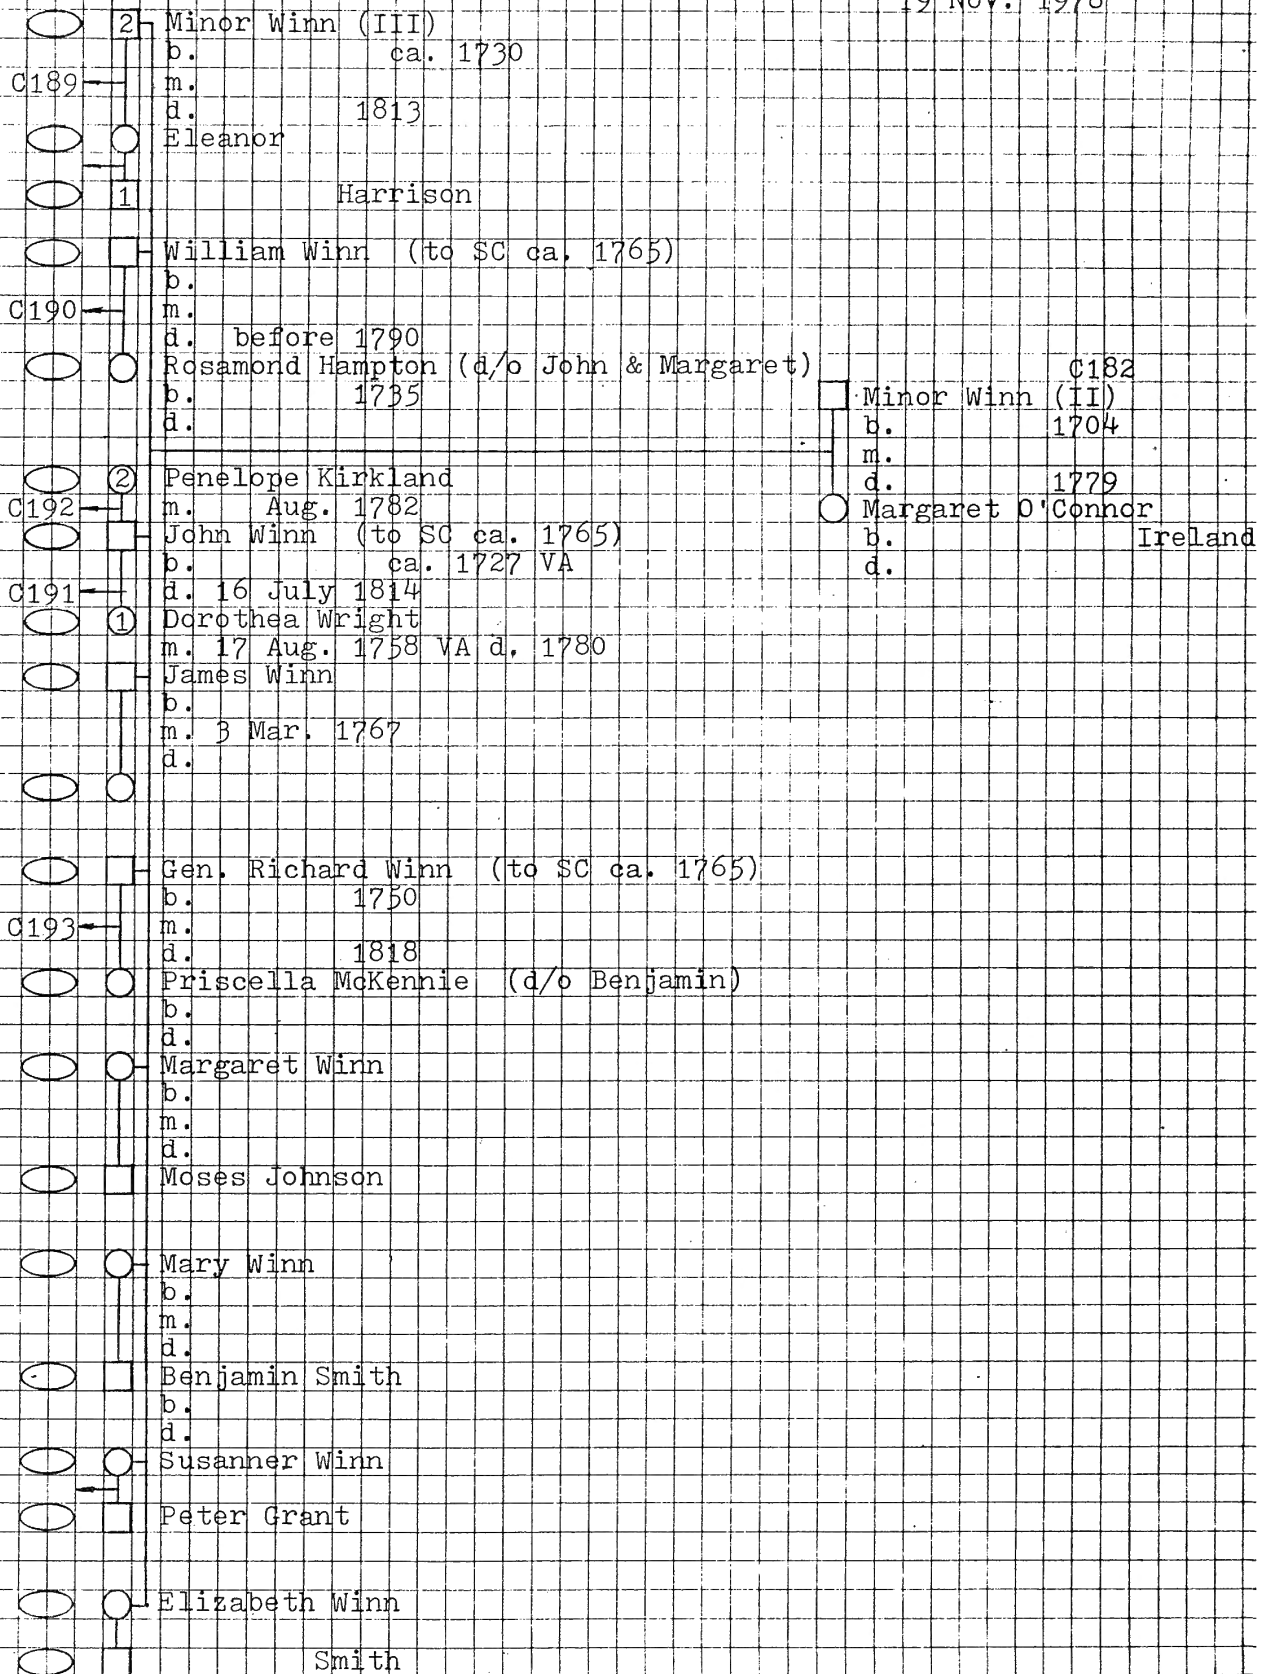 19 Nov. 1978
2 Minor Winn (III)
b. ca. 1730
C189 m.
d. 1813
Eleanor
1 Harrison
William Winn (to SC ca. 1765)
b.
C190 m.
d. before 1790
Rosamond Hampton (d/o John & Margaret)
b. 1735
d.
C182
Minor Winn (II)
b. 1704
m.
d. 1779
Margaret O'Connor
b. Ireland
d.
2 Penelope Kirkland
C192 m. Aug. 1782
John Winn (to SC ca. 1765)
b. ca. 1727 VA
C191 d. 16 July 1814
1 Dorothea Wright
m. 17 Aug. 1758 VA d. 1780
James Winn
b.
m. 3 Mar. 1767
d.
Gen. Richard Winn (to SC ca. 1765)
b. 1750
C193 m.
d. 1818
Priscella McKennie (d/o Benjamin)
b.
d.
Margaret Winn
b.
m.
d.
Moses Johnson
Mary Winn
b.
m.
d.
Benjamin Smith
b.
d.
Susanner Winn
Peter Grant
Elizabeth Winn
Smith